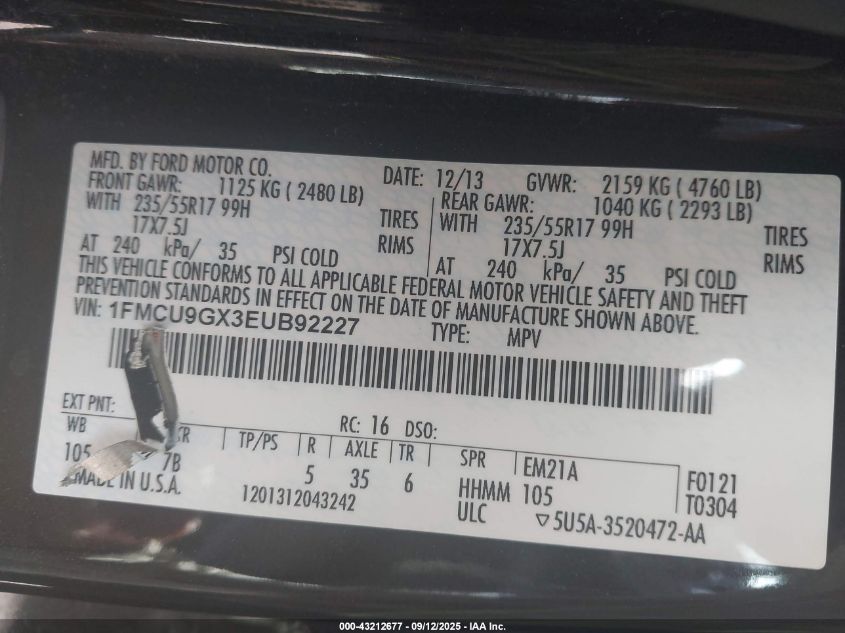 MFD. BY FORD MOTOR CO. DATE: 12/13 GVWR: 2159 KG ( 4760 LB)
FRONT GAWR: 1125 KG ( 2480 LB) REAR GAWR: 1040 KG ( 2293 LB)
WITH 235/55R17 99H TIRES WITH 235/55R17 99H TIRES
17X7.5J RIMS 17X7.5J RIMS
AT 240 kPa/ 35 PSI COLD AT 240 kPa/ 35 PSI COLD
THIS VEHICLE CONFORMS TO ALL APPLICABLE FEDERAL MOTOR VEHICLE SAFETY AND THEFT
PREVENTION STANDARDS IN EFFECT ON THE DATE OF MANUFACTURE SHOWN ABOVE.
VIN: 1FMCU9GX3EUB92227 TYPE: MPV
EXT PNT: RC: 16 DSO:
WB TP/PS R AXLE TR SPR EM21A F0121
105 7B 5 35 6 HHMM 105 T0304
MADE IN U.S.A. 1201312043242 ULC 5U5A-3520472-AA
000-43212677 - 09/12/2025 - IAA Inc.